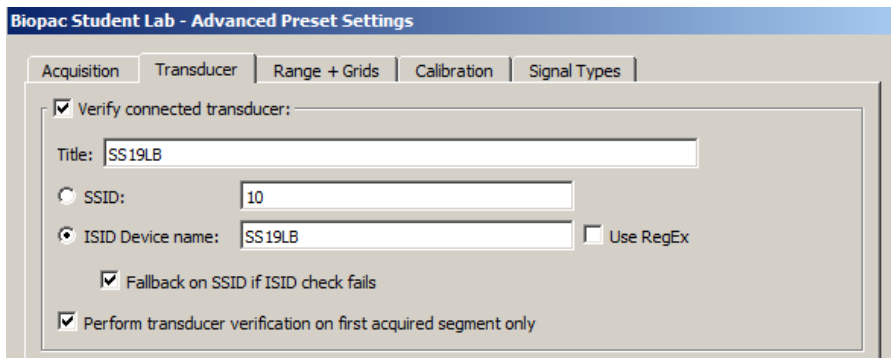 Biopac Student Lab - Advanced Preset Settings
Acquisition Transducer Range + Grids Calibration Signal Types
Verify connected transducer:
Title: SS19LB
SSID: 10
ISID Device name: SS19LB Use RegEx
Fallback on SSID if ISID check fails
Perform transducer verification on first acquired segment only